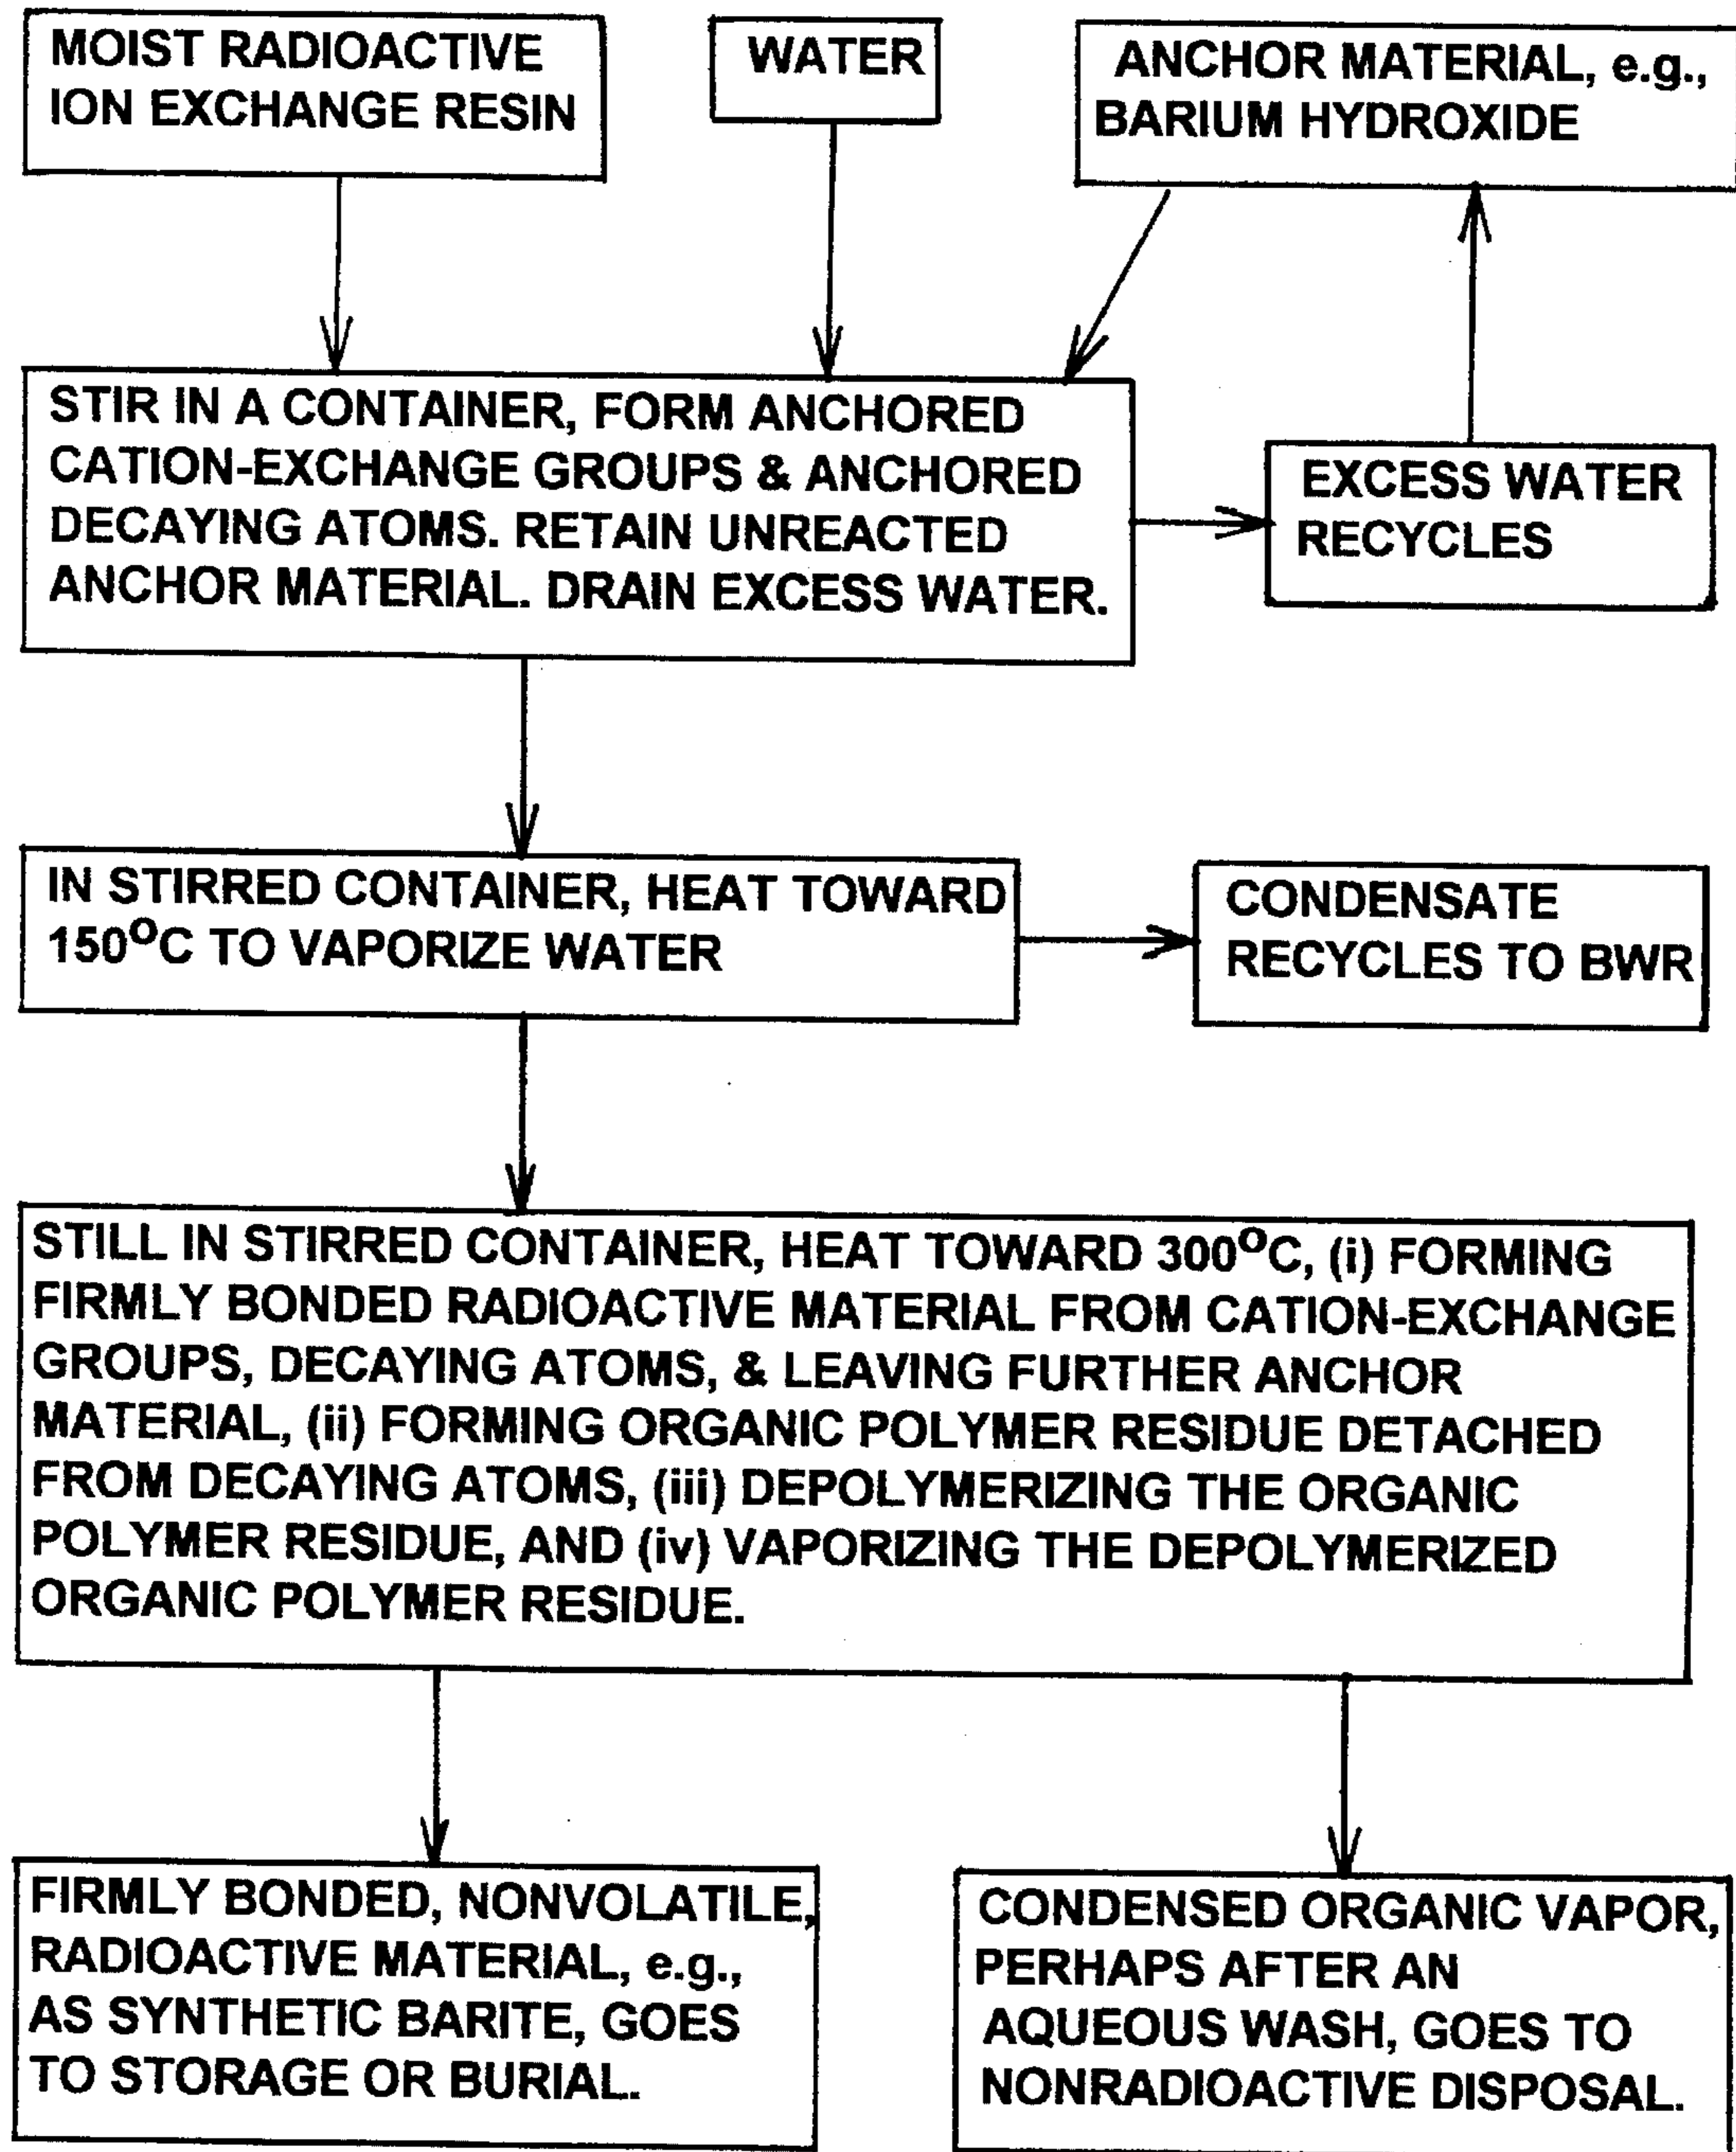 MOIST RADIOACTIVE
ION EXCHANGE RESIN
WATER
ANCHOR MATERIAL, e.g.,
BARIUM HYDROXIDE
STIR IN A CONTAINER, FORM ANCHORED
CATION-EXCHANGE GROUPS & ANCHORED
DECAYING ATOMS. RETAIN UNREACTED
ANCHOR MATERIAL. DRAIN EXCESS WATER.
EXCESS WATER
RECYCLES
IN STIRRED CONTAINER, HEAT TOWARD
150°C TO VAPORIZE WATER
CONDENSATE
RECYCLES TO BWR
STILL IN STIRRED CONTAINER, HEAT TOWARD 300°C, (i) FORMING
FIRMLY BONDED RADIOACTIVE MATERIAL FROM CATION-EXCHANGE
GROUPS, DECAYING ATOMS, & LEAVING FURTHER ANCHOR
MATERIAL, (ii) FORMING ORGANIC POLYMER RESIDUE DETACHED
FROM DECAYING ATOMS, (iii) DEPOLYMERIZING THE ORGANIC
POLYMER RESIDUE, AND (iv) VAPORIZING THE DEPOLYMERIZED
ORGANIC POLYMER RESIDUE.
FIRMLY BONDED, NONVOLATILE,
RADIOACTIVE MATERIAL, e.g.,
AS SYNTHETIC BARITE, GOES
TO STORAGE OR BURIAL.
CONDENSED ORGANIC VAPOR,
PERHAPS AFTER AN
AQUEOUS WASH, GOES TO
NONRADIOACTIVE DISPOSAL.